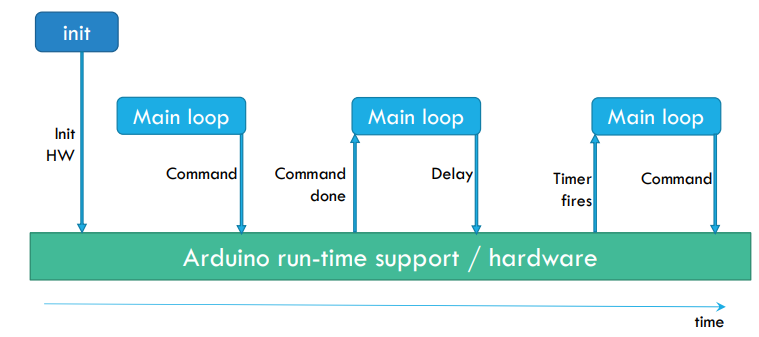 init
Main loop
Main loop
Main loop
Init
HW
Command
Command
done
Delay
Timer
fires
Command
Arduino run-time support / hardware
time